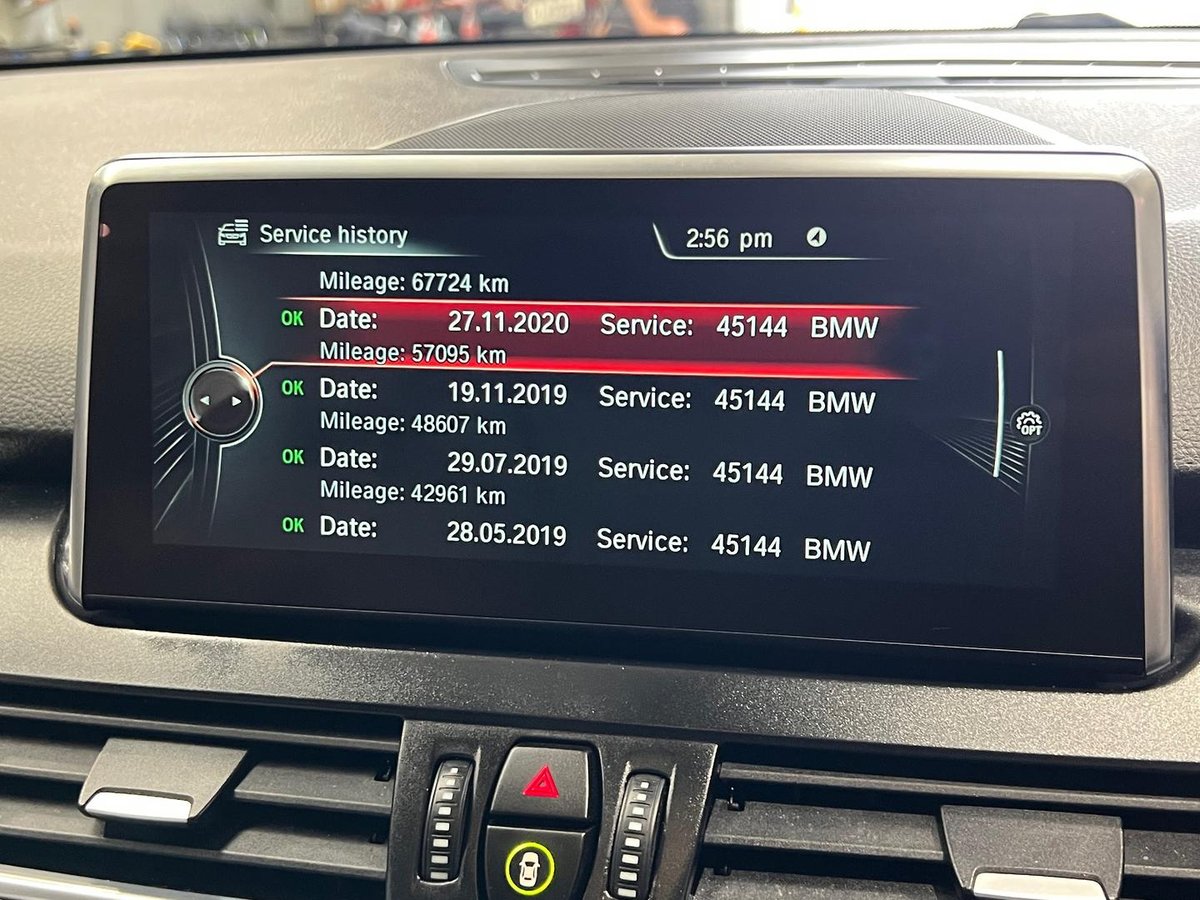 Service history
2:56 pm
Mileage: 67724 km
OK Date: 27.11.2020 Service: 45144 BMW
Mileage: 57095 km
OK Date: 19.11.2019 Service: 45144 BMW
Mileage: 48607 km
OK Date: 29.07.2019 Service: 45144 BMW
Mileage: 42961 km
OK Date: 28.05.2019 Service: 45144 BMW
OPT